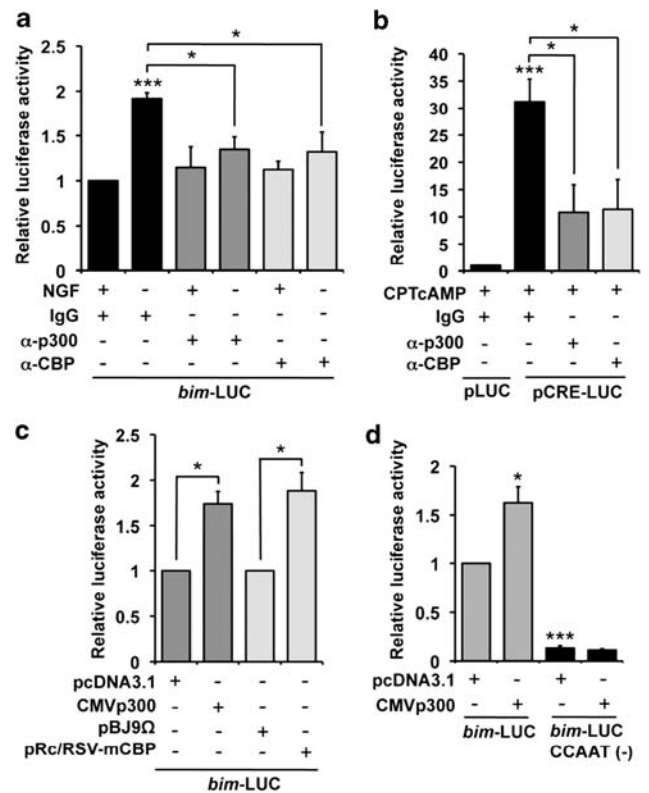 a
Relative luciferase activity
2.5
2
1.5
1
0.5
0
***
*
*
NGF + - + - + -
IgG + + - - - -
α-p300 - - + + - -
α-CBP - - - - + +
bim-LUC
b
Relative luciferase activity
40
35
30
25
20
15
10
5
0
***
*
*
CPTcAMP + + + +
IgG + + - -
α-p300 - - + -
α-CBP - - - +
pLUC pCRE-LUC
c
Relative luciferase activity
2.5
2
1.5
1
0.5
0
*
*
pcDNA3.1 + - - -
CMVp300 - + - -
pBJ9Ω - - + -
pRc/RSV-mCBP - - - +
bim-LUC
d
Relative luciferase activity
2
1.5
1
0.5
0
*
***
pcDNA3.1 + - + -
CMVp300 - + - +
bim-LUC bim-LUC
CCAAT (-)